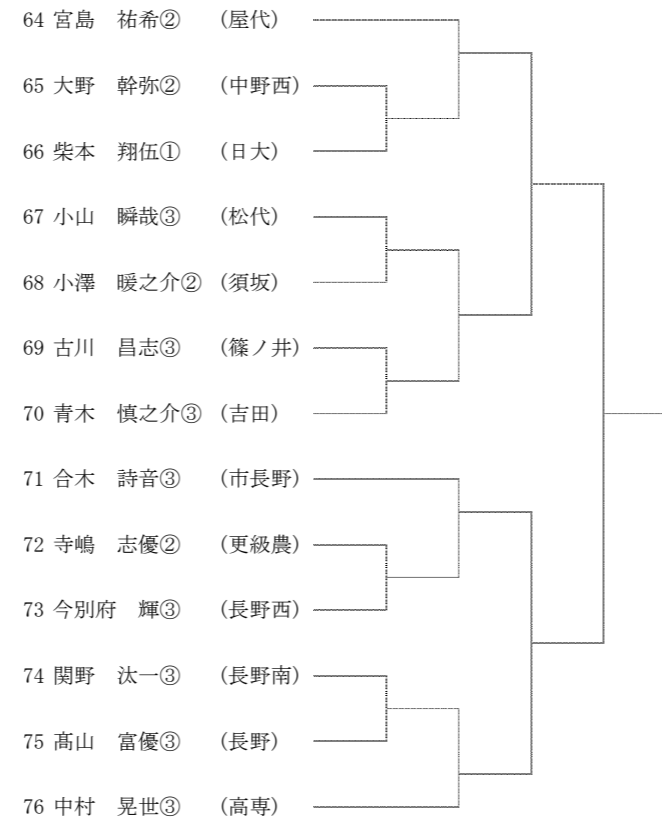 64 宮島　祐希②　(屋代)
65 大野　幹弥②　(中野西)
66 柴本　翔伍①　(日大)
67 小山　瞬哉③　(松代)
68 小澤　暖之介②　(須坂)
69 古川　昌志③　(篠ノ井)
70 青木　慎之介③　(吉田)
71 合木　詩音③　(市長野)
72 寺嶋　志優②　(更級農)
73 今別府　輝③　(長野西)
74 関野　汰一③　(長野南)
75 髙山　富優③　(長野)
76 中村　晃世③　(高専)